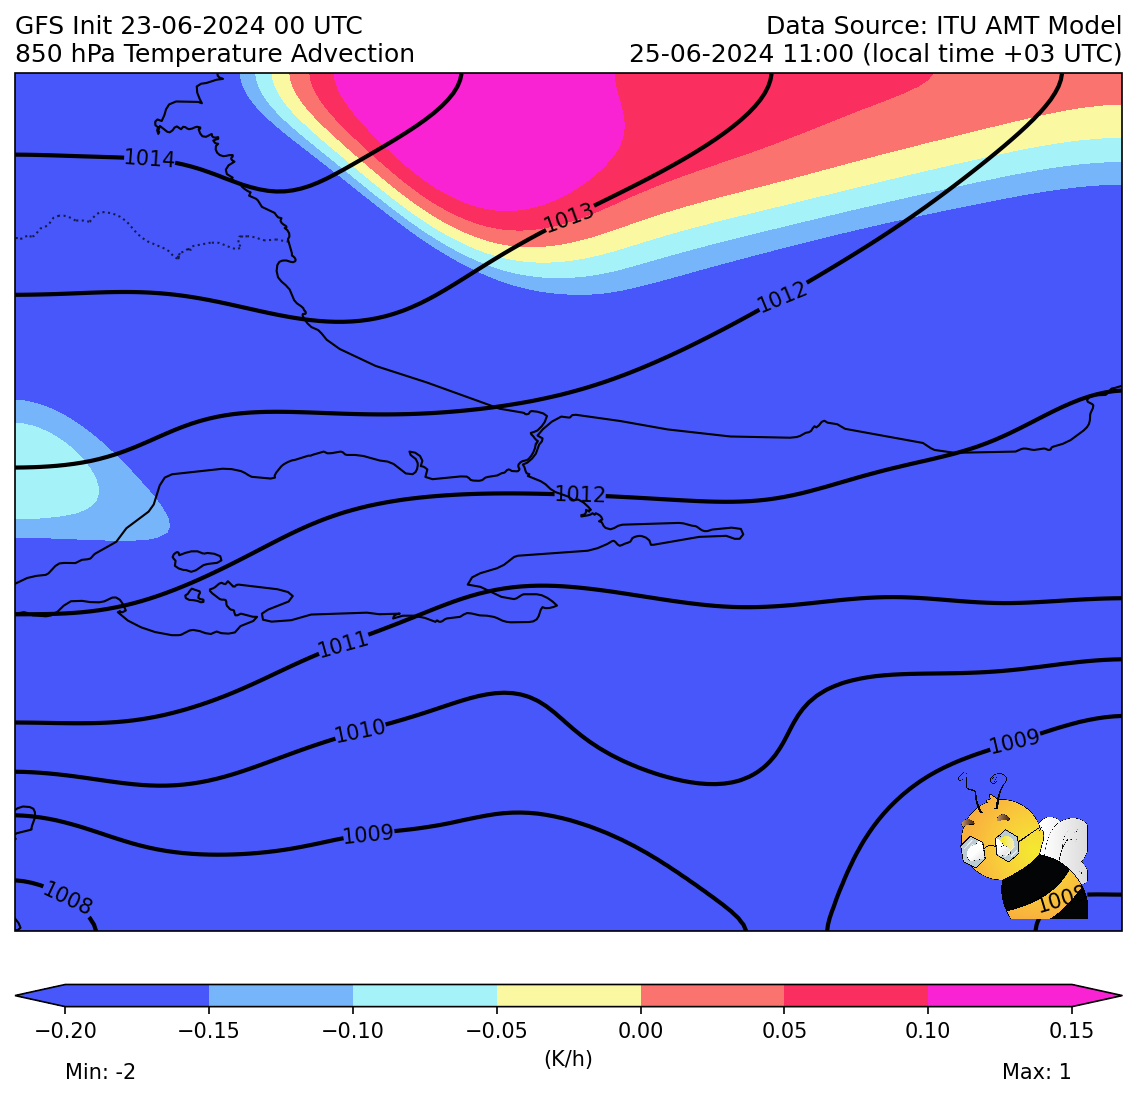 GFS Init 23-06-2024 00 UTC
850 hPa Temperature Advection
Data Source: ITU AMT Model
25-06-2024 11:00 (local time +03 UTC)
1014
1013
1012
1012
1011
1010
1009
1009
1008
1008
−0.20 −0.15 −0.10 −0.05 0.00 0.05 0.10 0.15
(K/h)
Min: -2
Max: 1